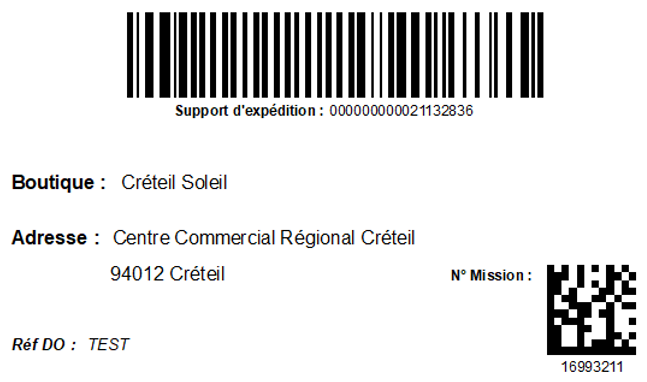 Support d'expédition : 000000000021132836
Boutique : Créteil Soleil
Adresse : Centre Commercial Régional Créteil
94012 Créteil
N° Mission :
16993211
Réf DO : TEST